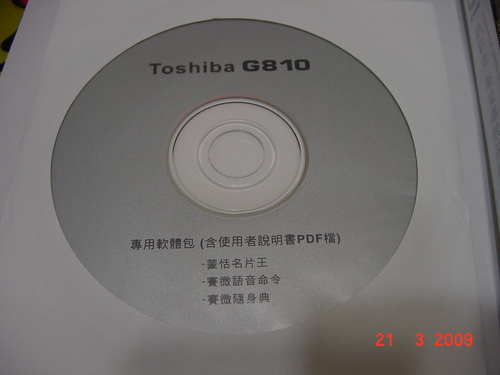 Toshiba G810
專用軟體包 (含使用者說明書PDF檔)
-蒙恬名片王
-賽微語音命令
-賽微隨身典
21 3 2009